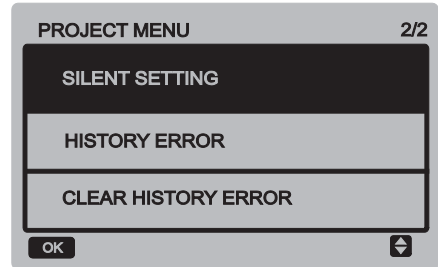 PROJECT MENU 2/2
SILENT SETTING
HISTORY ERROR
CLEAR HISTORY ERROR
OK